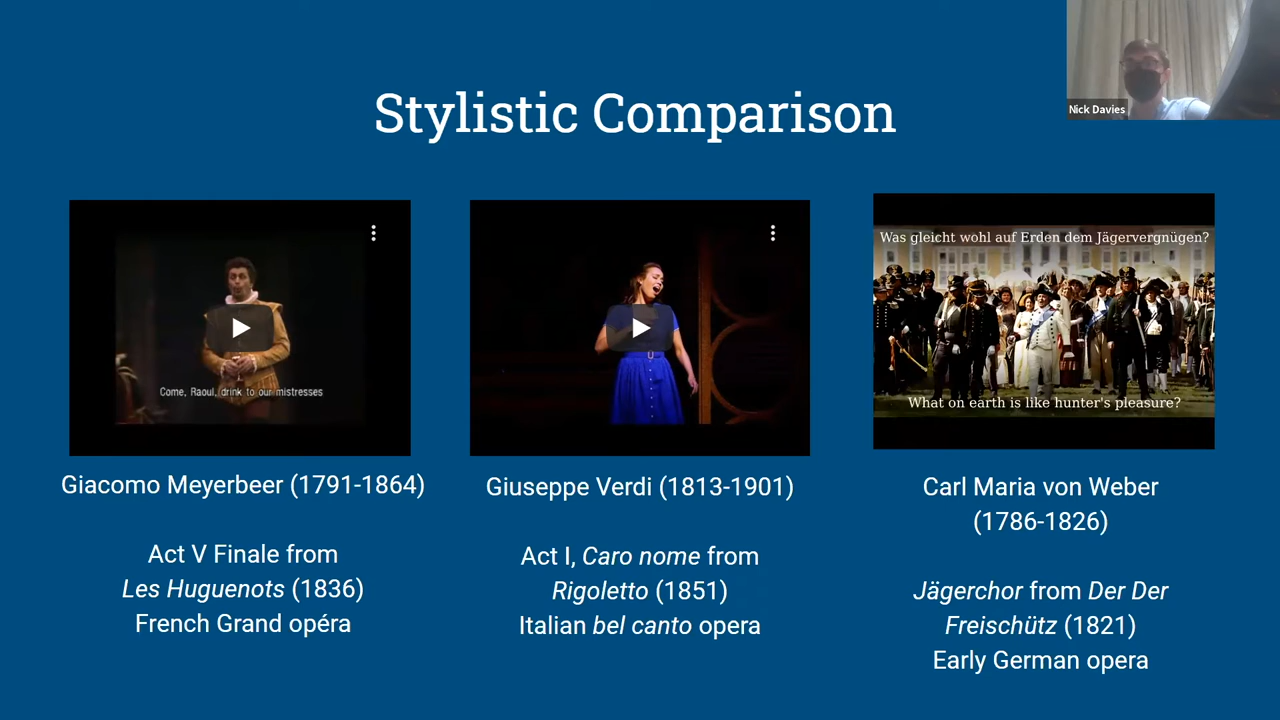 Nick Davies
Stylistic Comparison
Come, Raoul, drink to our mistresses
Was gleicht wohl auf Erden dem Jägervergnügen?
What on earth is like hunter's pleasure?
Giacomo Meyerbeer (1791-1864)
Act V Finale from
Les Huguenots (1836)
French Grand opéra
Giuseppe Verdi (1813-1901)
Act I, Caro nome from
Rigoletto (1851)
Italian bel canto opera
Carl Maria von Weber
(1786-1826)
Jägerchor from Der Der
Freischütz (1821)
Early German opera